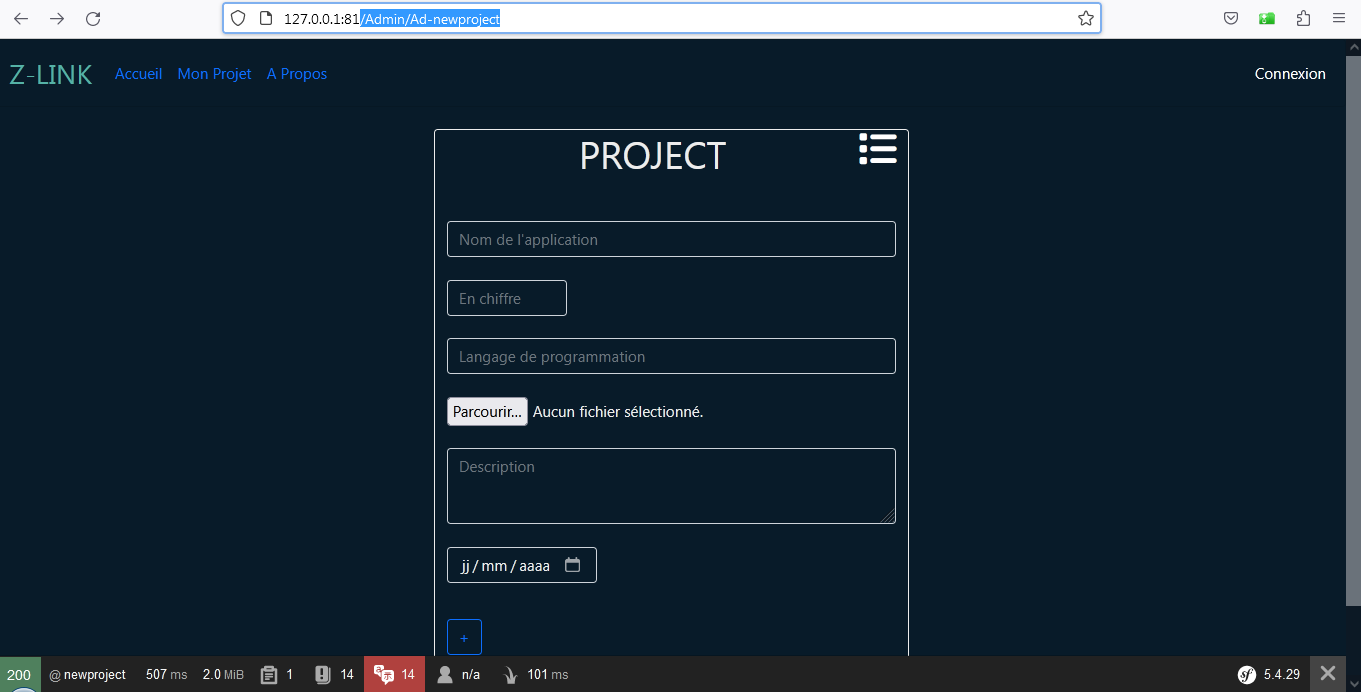 127.0.0.1:81/Admin/Ad-newproject
Z-LINK Accueil Mon Projet A Propos Connexion
PROJECT
Nom de l'application
En chiffre
Langage de programmation
Parcourir... Aucun fichier sélectionné.
Description
jj / mm / aaaa
+
200 @ newproject 507 ms 2.0 MiB 1 14 14 n/a 101 ms sf 5.4.29